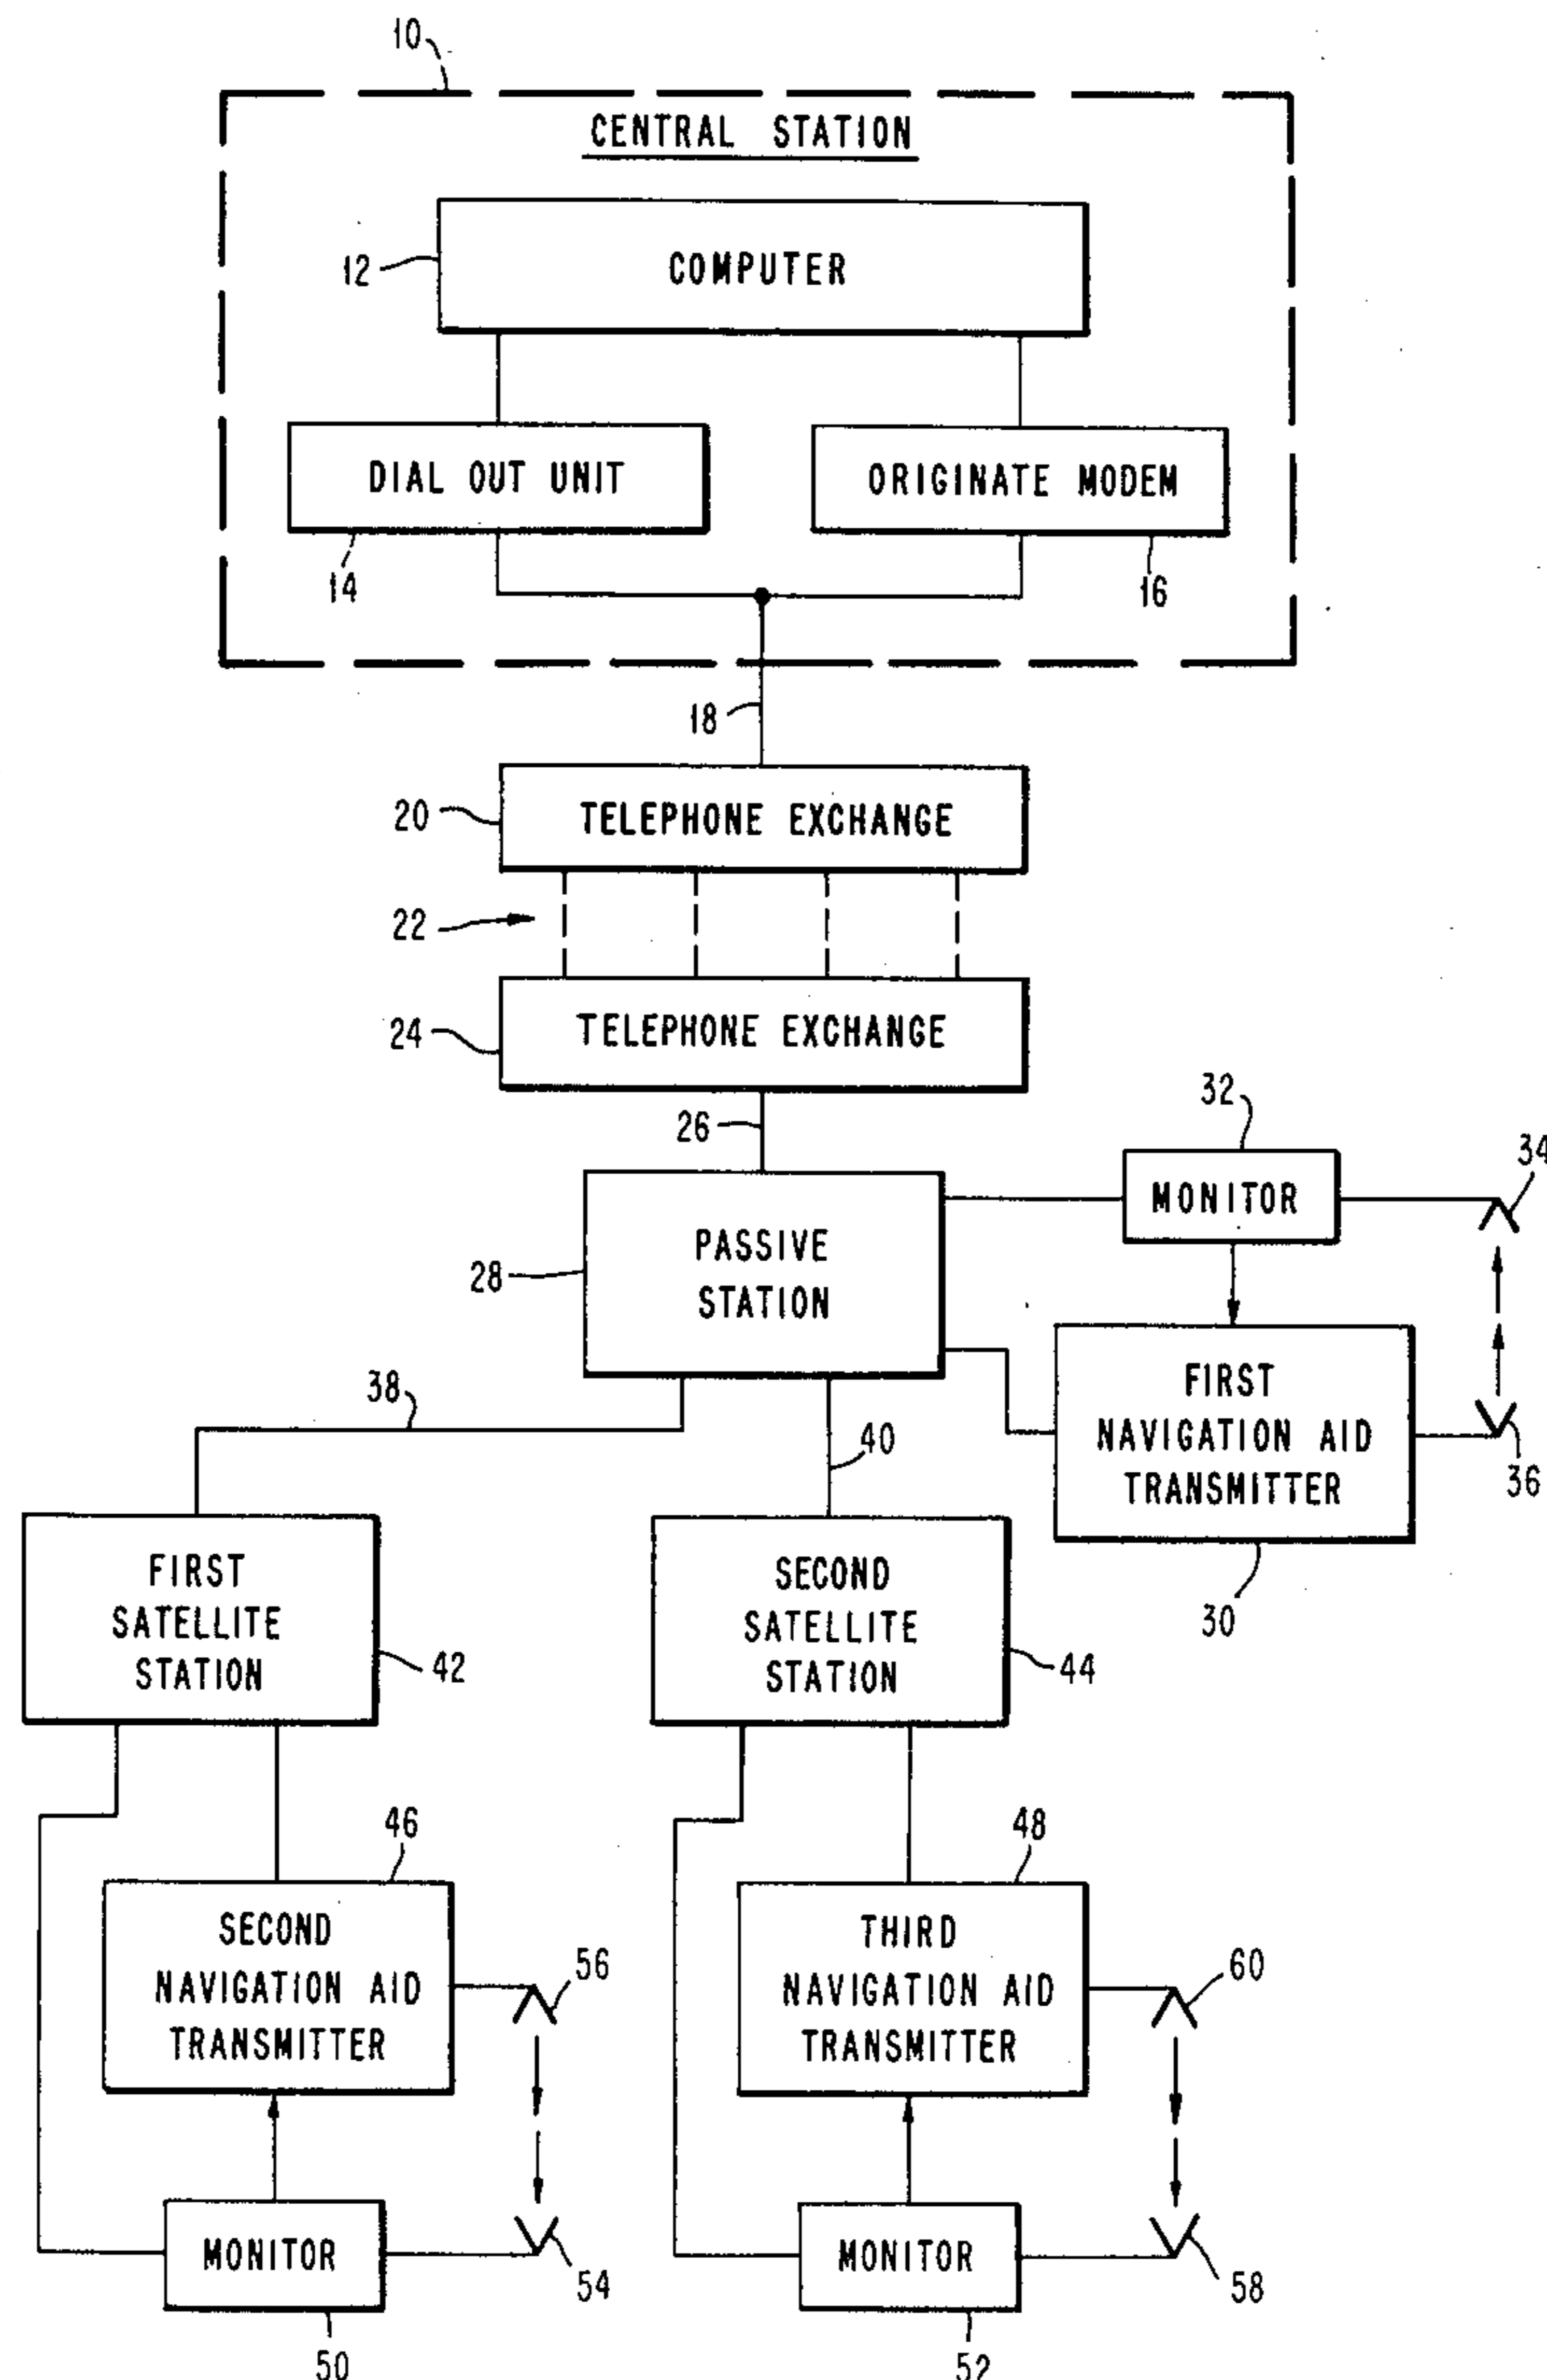 10
CENTRAL STATION
12
COMPUTER
DIAL OUT UNIT
ORIGINATE MODEM
14
16
18
20
TELEPHONE EXCHANGE
22
24
TELEPHONE EXCHANGE
26
32
34
MONITOR
28
PASSIVE
STATION
38
40
FIRST
NAVIGATION AID
TRANSMITTER
36
30
FIRST
SATELLITE
STATION
42
SECOND
SATELLITE
STATION
44
46
48
SECOND
NAVIGATION AID
TRANSMITTER
56
THIRD
NAVIGATION AID
TRANSMITTER
60
MONITOR
54
MONITOR
58
50
52